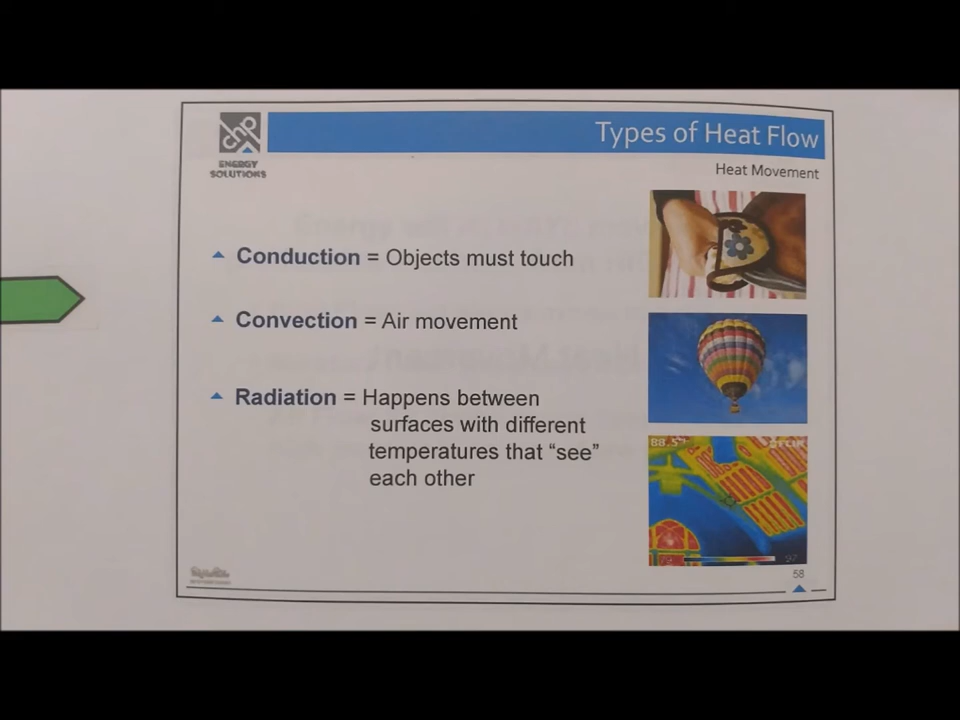 chp
ENERGY
SOLUTIONS
Types of Heat Flow
Heat Movement
Conduction = Objects must touch
Convection = Air movement
Radiation = Happens between
surfaces with different
temperatures that “see”
each other
58